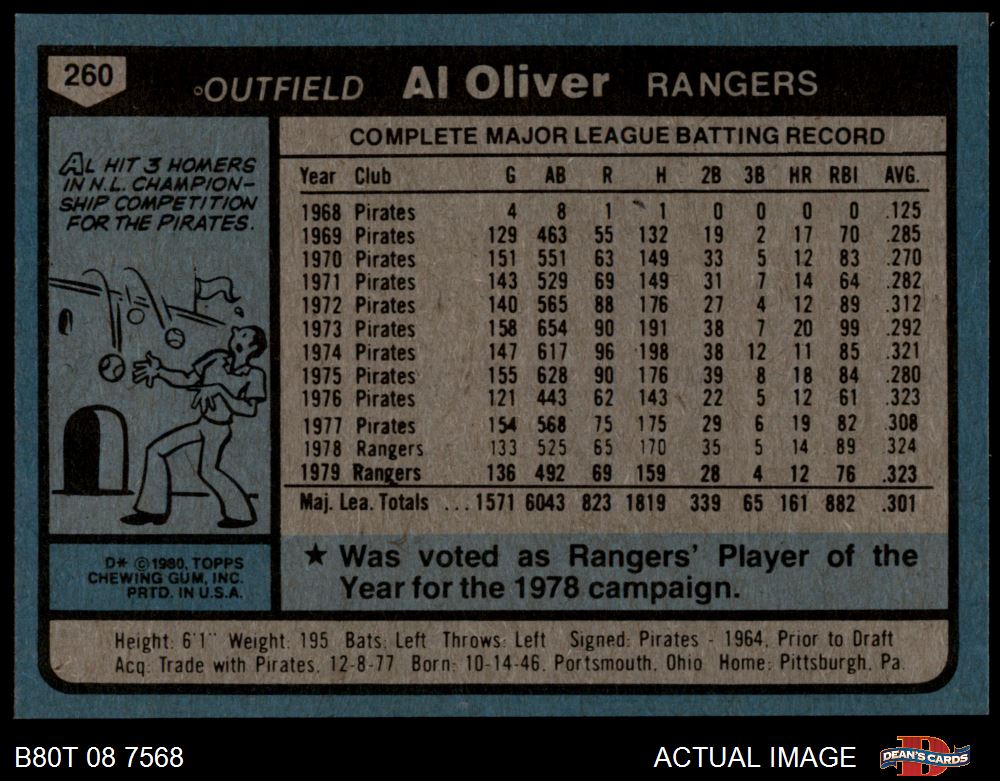 260
OUTFIELD Al Oliver RANGERS
AL HIT 3 HOMERS
IN N.L. CHAMPION-
SHIP COMPETITION
FOR THE PIRATES.
D* ©1980, TOPPS
CHEWING GUM, INC.
PRTD. IN U.S.A.
COMPLETE MAJOR LEAGUE BATTING RECORD
Year Club G AB R H 2B 3B HR RBI AVG.
1968 Pirates 4 8 1 1 0 0 0 0 .125
1969 Pirates 129 463 55 132 19 2 17 70 .285
1970 Pirates 151 551 63 149 33 5 12 83 .270
1971 Pirates 143 529 69 149 31 7 14 64 .282
1972 Pirates 140 565 88 176 27 4 12 89 .312
1973 Pirates 158 654 90 191 38 7 20 99 .292
1974 Pirates 147 617 96 198 38 12 11 85 .321
1975 Pirates 155 628 90 176 39 8 18 84 .280
1976 Pirates 121 443 62 143 22 5 12 61 .323
1977 Pirates 154 568 75 175 29 6 19 82 .308
1978 Rangers 133 525 65 170 35 5 14 89 .324
1979 Rangers 136 492 69 159 28 4 12 76 .323
Maj. Lea. Totals ... 1571 6043 823 1819 339 65 161 882 .301
★ Was voted as Rangers' Player of the
Year for the 1978 campaign.
Height: 6'1" Weight: 195 Bats: Left Throws: Left Signed: Pirates - 1964, Prior to Draft
Acq: Trade with Pirates, 12-8-77 Born: 10-14-46, Portsmouth, Ohio Home: Pittsburgh, Pa.
B80T 08 7568
ACTUAL IMAGE
DEAN'S CARDS